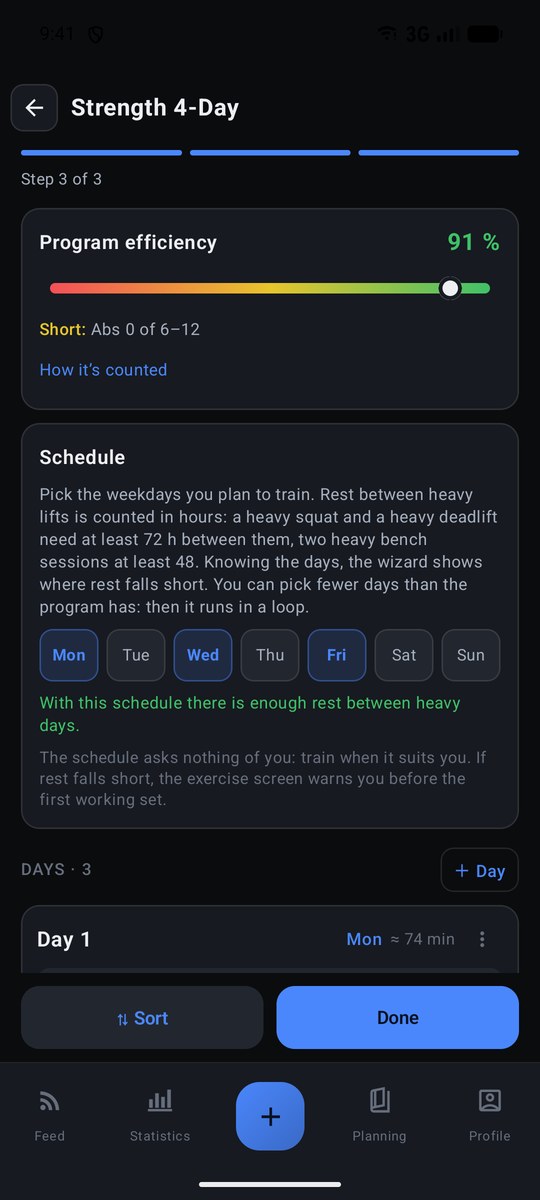 9:41
3G
Strength 4-Day
Step 3 of 3
Program efficiency
91 %
Short: Abs 0 of 6–12
How it’s counted
Schedule
Pick the weekdays you plan to train. Rest between heavy
lifts is counted in hours: a heavy squat and a heavy deadlift
need at least 72 h between them, two heavy bench
sessions at least 48. Knowing the days, the wizard shows
where rest falls short. You can pick fewer days than the
program has: then it runs in a loop.
Mon Tue Wed Thu Fri Sat Sun
With this schedule there is enough rest between heavy
days.
The schedule asks nothing of you: train when it suits you. If
rest falls short, the exercise screen warns you before the
first working set.
DAYS · 3
+ Day
Day 1
Mon ≈ 74 min
Sort
Done
Feed
Statistics
Planning
Profile